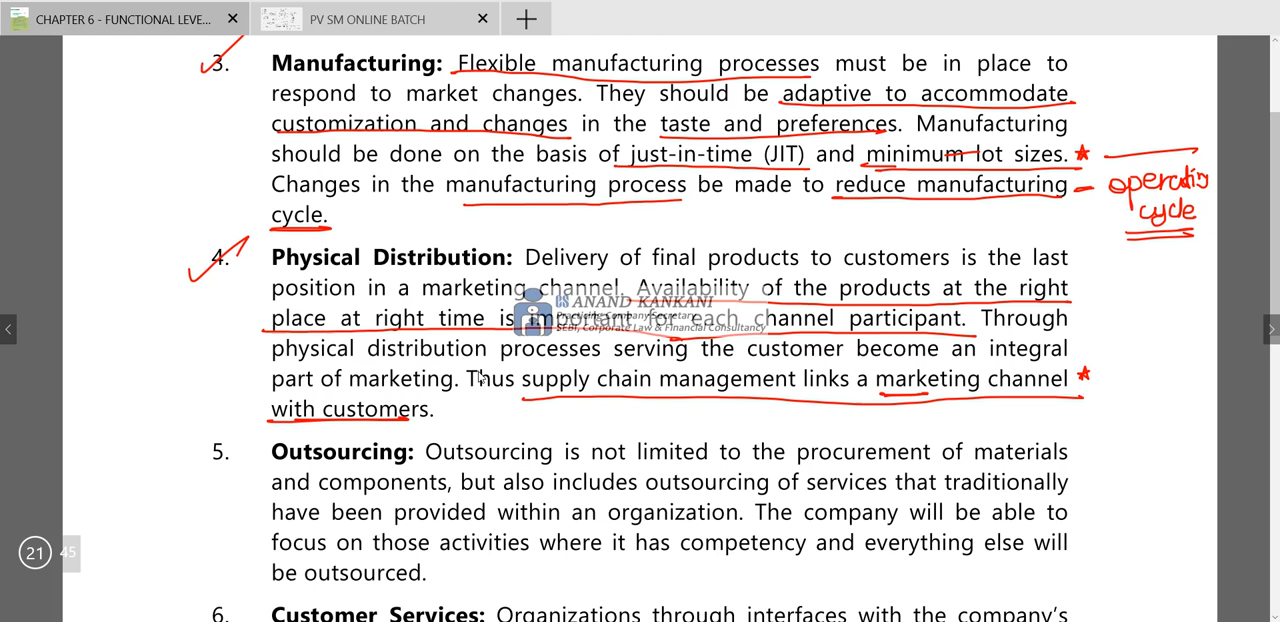 CHAPTER 6 - FUNCTIONAL LEVE... ✕ PV SM ONLINE BATCH ✕ +
3. Manufacturing: Flexible manufacturing processes must be in place to
respond to market changes. They should be adaptive to accommodate
customization and changes in the taste and preferences. Manufacturing
should be done on the basis of just-in-time (JIT) and minimum lot sizes.
Changes in the manufacturing process be made to reduce manufacturing
cycle.
operating
cycle
4. Physical Distribution: Delivery of final products to customers is the last
position in a marketing channel. Availability of the products at the right
place at right time is important for each channel participant. Through
physical distribution processes serving the customer become an integral
part of marketing. Thus supply chain management links a marketing channel
with customers.
CS ANAND KANKANI
Practising Company Secretary
SEBI, Corporate Law & Financial Consultancy
5. Outsourcing: Outsourcing is not limited to the procurement of materials
and components, but also includes outsourcing of services that traditionally
have been provided within an organization. The company will be able to
focus on those activities where it has competency and everything else will
be outsourced.
21 45
6. Customer Services: Organizations through interfaces with the company's